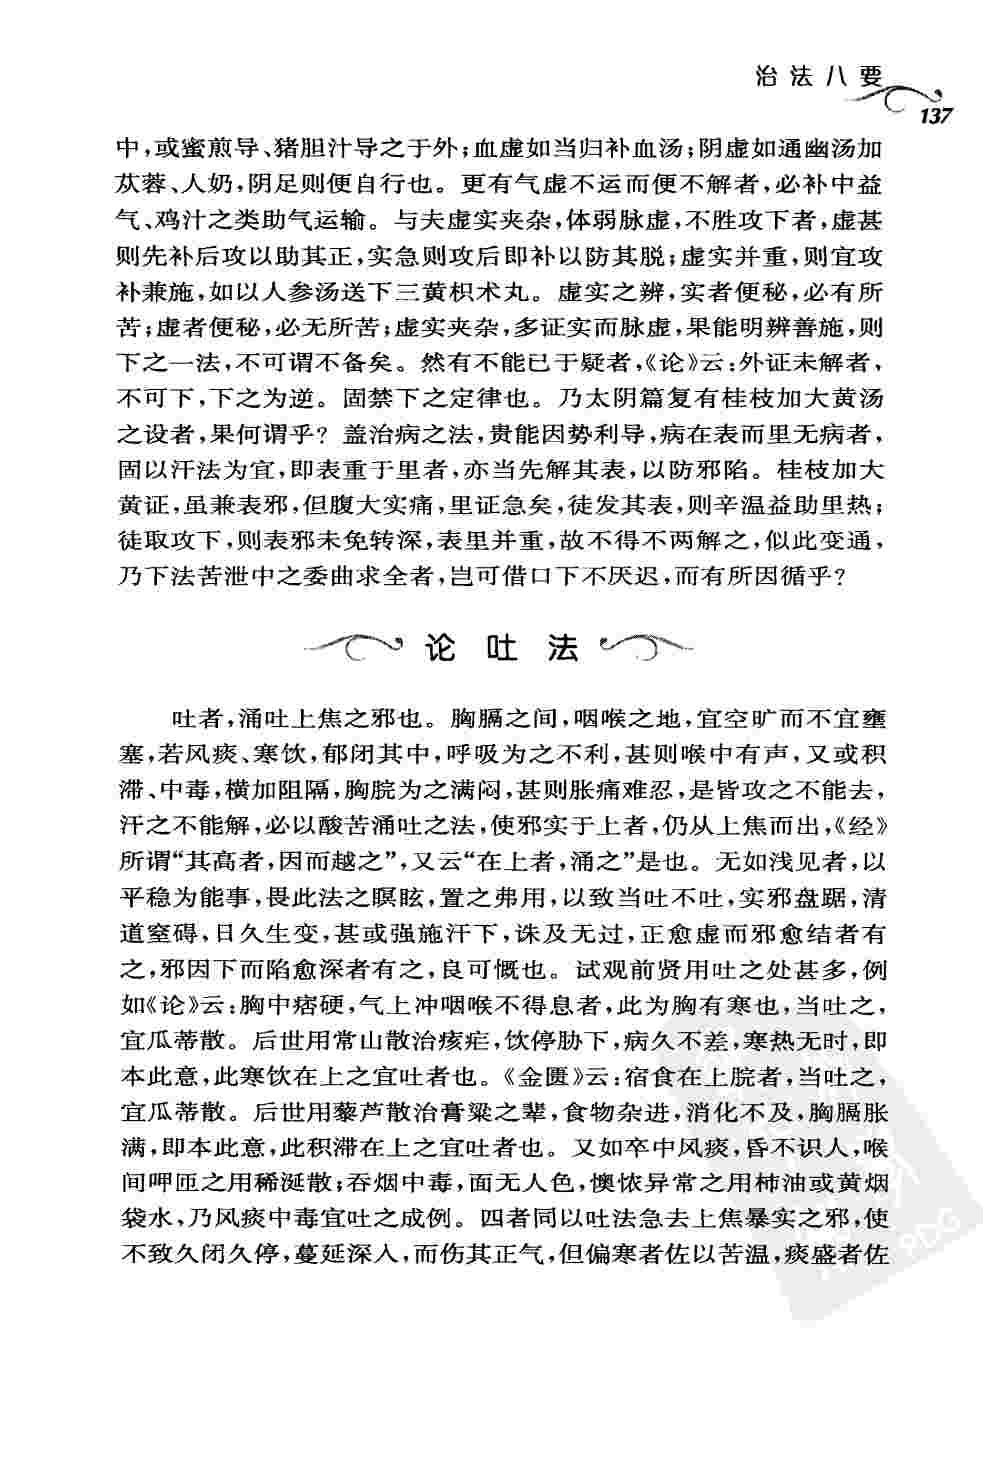 治法八要
137
中,或蜜煎导、猪胆汁导之于外;血虚如当归补血汤;阴虚如通幽汤加
苁蓉、人奶,阴足则便自行也。更有气虚不运而便不解者,必补中益
气、鸡汁之类助气运输。与夫虚实夹杂,体弱脉虚,不胜攻下者,虚甚
则先补后攻以助其正,实急则攻后即补以防其脱;虚实并重,则宜攻
补兼施,如以人参汤送下三黄枳术丸。虚实之辨,实者便秘,必有所
苦;虚者便秘,必无所苦;虚实夹杂,多证实而脉虚,果能明辨善施,则
下之一法,不可谓不备矣。然有不能已于疑者,《论》云:外证未解者,
不可下,下之为逆。固禁下之定律也。乃太阴篇复有桂枝加大黄汤
之设者,果何谓乎? 盖治病之法,贵能因势利导,病在表而里无病者,
固以汗法为宜,即表重于里者,亦当先解其表,以防邪陷。桂枝加大
黄证,虽兼表邪,但腹大实痛,里证急矣,徒发其表,则辛温益助里热;
徒取攻下,则表邪未免转深,表里并重,故不得不两解之,似此变通,
乃下法苦泄中之委曲求全者,岂可借口下不厌迟,而有所因循乎?
论吐法
吐者,涌吐上焦之邪也。胸膈之间,咽喉之地,宜空旷而不宜壅
塞,若风痰、寒饮,郁闭其中,呼吸为之不利,甚则喉中有声,又或积
滞、中毒,横加阻隔,胸脘为之满闷,甚则胀痛难忍,是皆攻之不能去,
汗之不能解,必以酸苦涌吐之法,使邪实于上者,仍从上焦而出,《经》
所谓“其高者,因而越之”,又云“在上者,涌之”是也。无如浅见者,以
平稳为能事,畏此法之瞑眩,置之弗用,以致当吐不吐,实邪盘踞,清
道窒碍,日久生变,甚或强施汗下,诛及无过,正愈虚而邪愈结者有
之,邪因下而陷愈深者有之,良可慨也。试观前贤用吐之处甚多,例
如《论》云:胸中痞硬,气上冲咽喉不得息者,此为胸有寒也,当吐之,
宜瓜蒂散。后世用常山散治痎疟,饮停胁下,病久不差,寒热无时,即
本此意,此寒饮在上之宜吐者也。《金匮》云:宿食在上脘者,当吐之,
宜瓜蒂散。后世用藜芦散治膏粱之辈,食物杂进,消化不及,胸膈胀
满,即本此意,此积滞在上之宜吐者也。又如卒中风痰,昏不识人,喉
间呷匝之用稀涎散;吞烟中毒,面无人色,懊侬异常之用柿油或黄烟
袋水,乃风痰中毒宜吐之成例。四者同以吐法急去上焦暴实之邪,使
不致久闭久停,蔓延深入,而伤其正气,但偏寒者佐以苦温,痰盛者佐
PDG